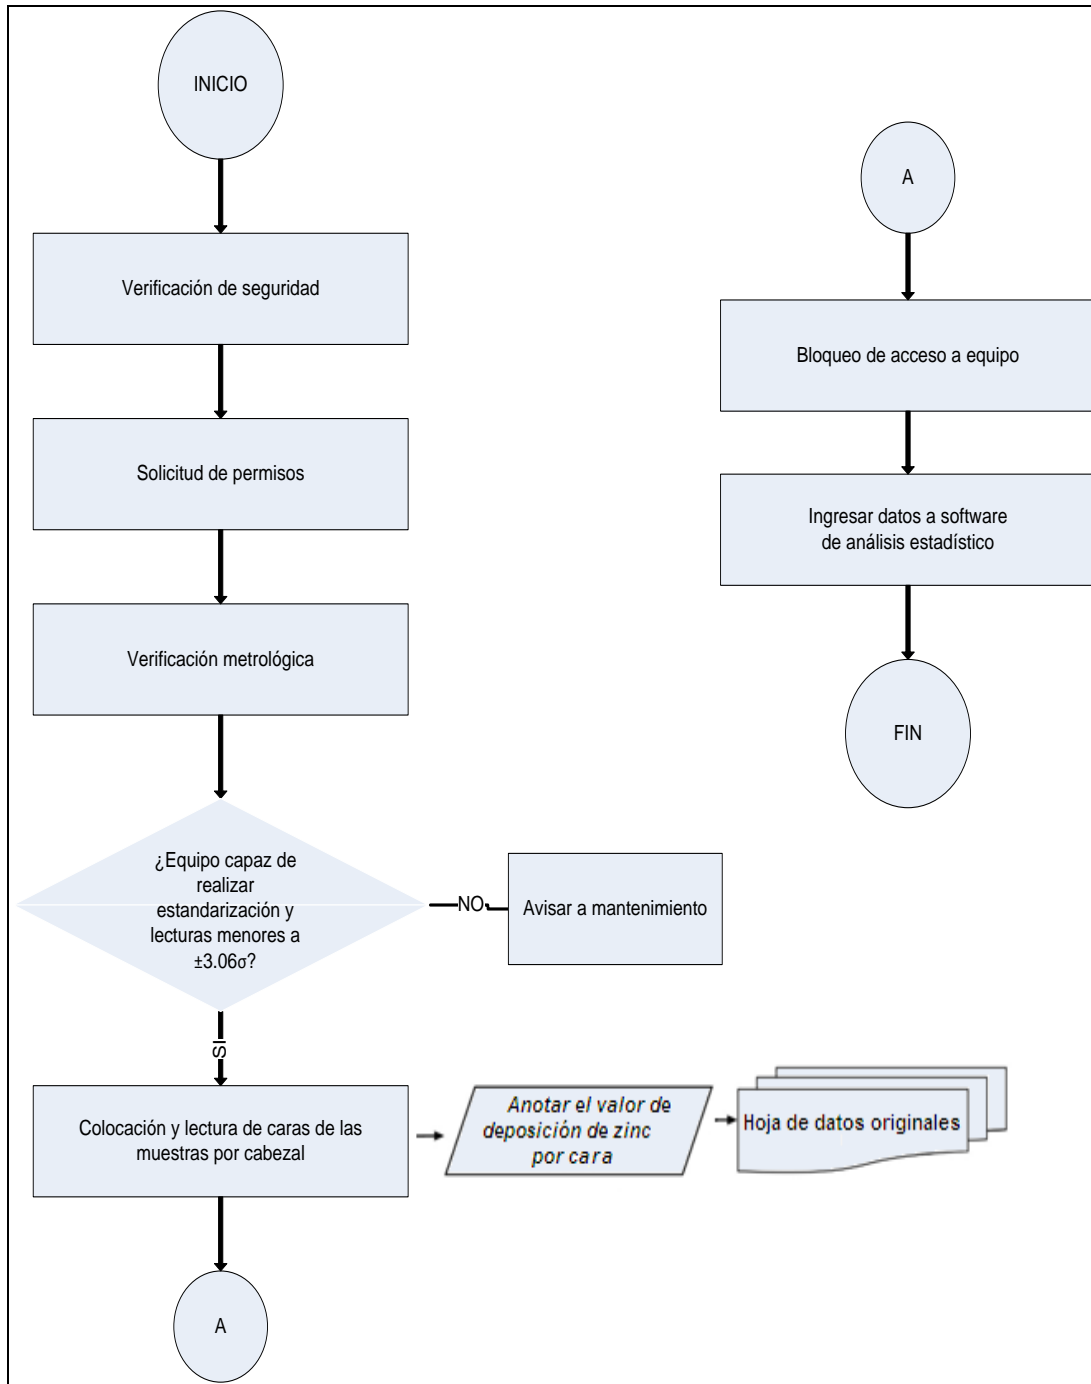 INICIO
Verificación de seguridad
Solicitud de permisos
Verificación metrológica
¿Equipo capaz de
realizar
estandarización y
lecturas menores a
±3.06σ?
NO
Avisar a mantenimiento
SI
Colocación y lectura de caras de las
muestras por cabezal
Anotar el valor de
deposición de zinc
por cara
Hoja de datos originales
A
A
Bloqueo de acceso a equipo
Ingresar datos a software
de análisis estadístico
FIN